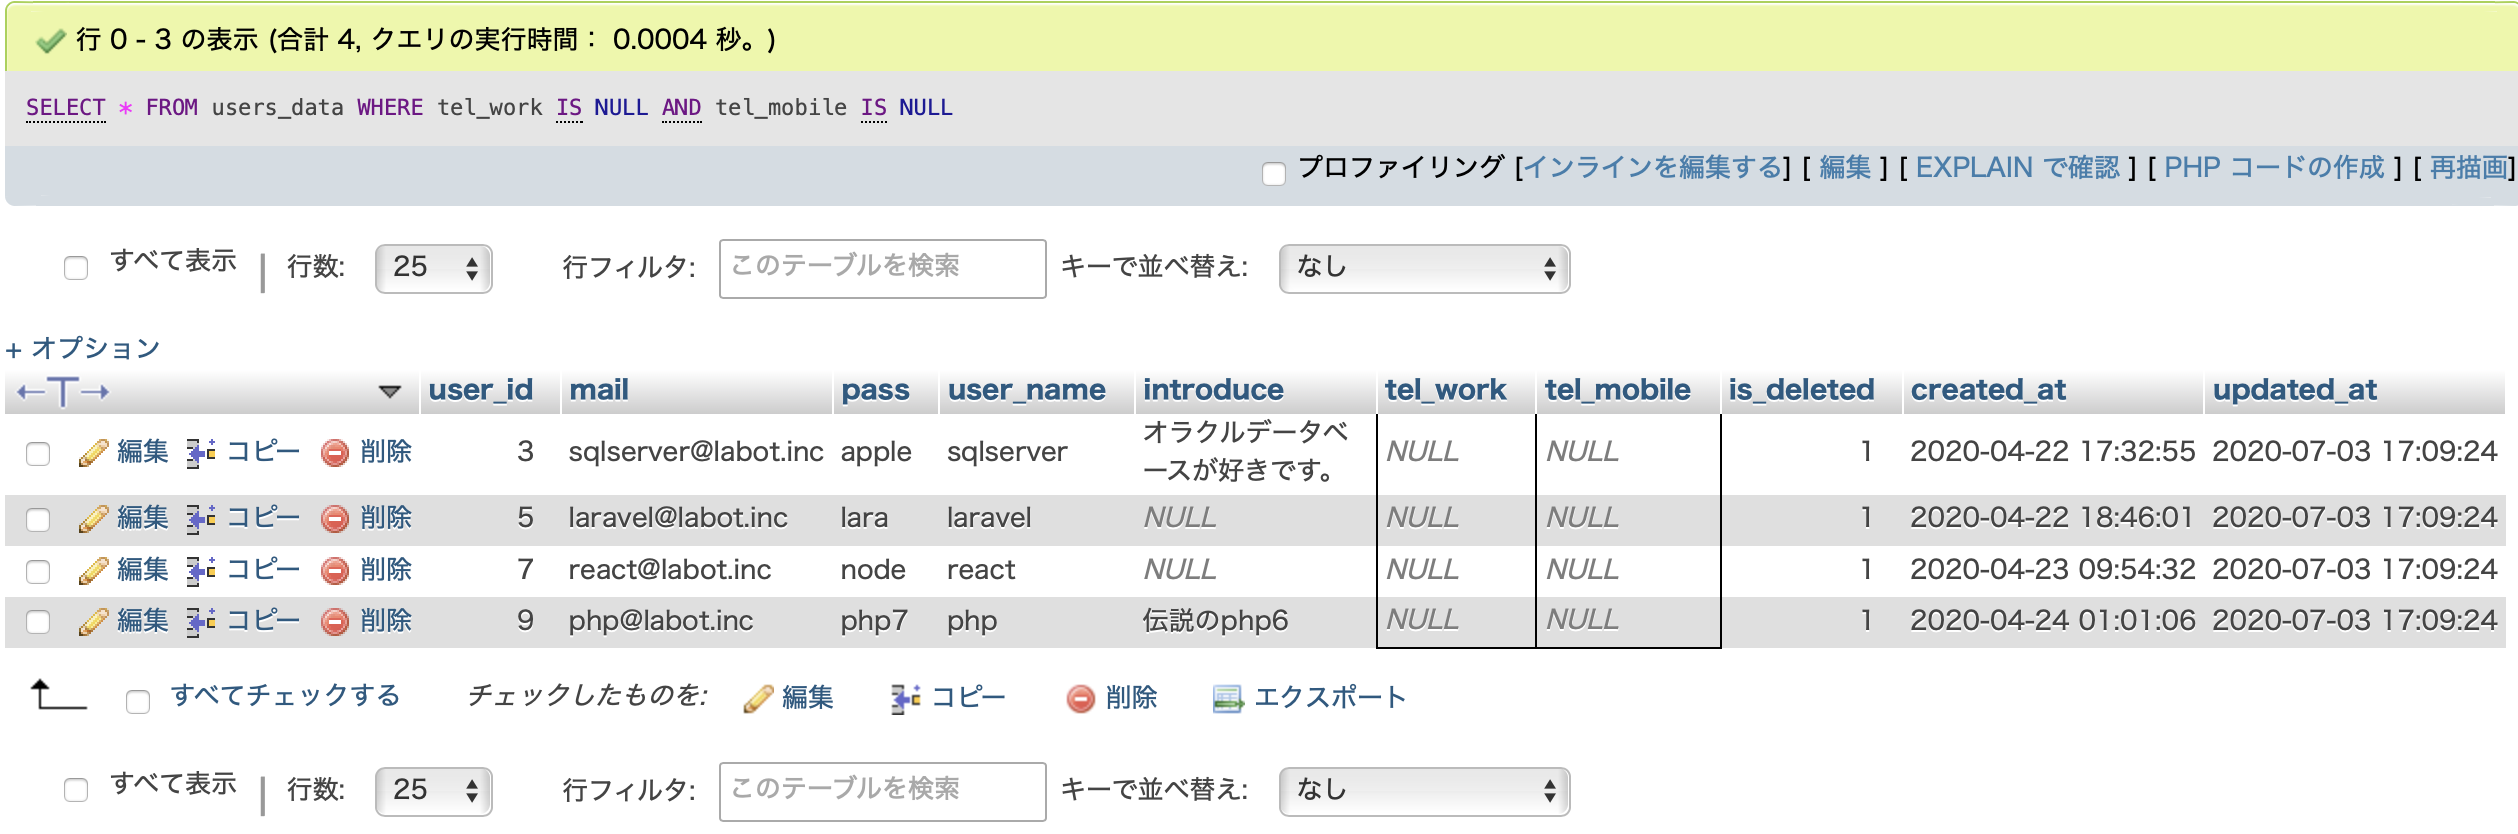 行 0 - 3 の表示 (合計 4, クエリの実行時間： 0.0004 秒。)
SELECT * FROM users_data WHERE tel_work IS NULL AND tel_mobile IS NULL
プロファイリング [インラインを編集する] [ 編集 ] [ EXPLAIN で確認 ] [ PHP コードの作成 ] [ 再描画]
すべて表示 | 行数: 25 行フィルタ: このテーブルを検索 キーで並べ替え: なし
+ オプション
←T→ user_id mail pass user_name introduce tel_work tel_mobile is_deleted created_at updated_at
編集 コピー 削除 3 sqlserver@labot.inc apple sqlserver オラクルデータベ
ースが好きです。 NULL NULL 1 2020-04-22 17:32:55 2020-07-03 17:09:24
編集 コピー 削除 5 laravel@labot.inc lara laravel NULL NULL NULL 1 2020-04-22 18:46:01 2020-07-03 17:09:24
編集 コピー 削除 7 react@labot.inc node react NULL NULL NULL 1 2020-04-23 09:54:32 2020-07-03 17:09:24
編集 コピー 削除 9 php@labot.inc php7 php 伝説のphp6 NULL NULL 1 2020-04-24 01:01:06 2020-07-03 17:09:24
すべてチェックする チェックしたものを: 編集 コピー 削除 エクスポート
すべて表示 | 行数: 25 行フィルタ: このテーブルを検索 キーで並べ替え: なし